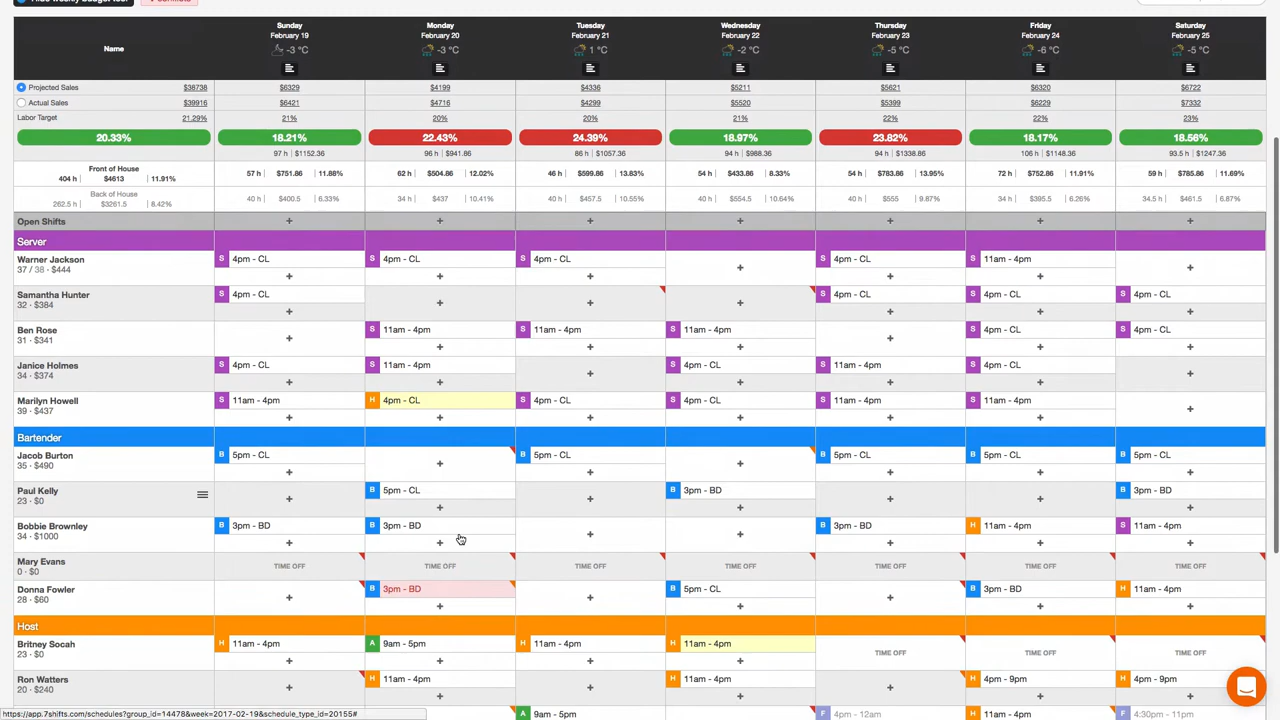 Name
Sunday Monday Tuesday Wednesday Thursday Friday Saturday
February 19 February 20 February 21 February 22 February 23 February 24 February 25
-3 °C -3 °C 1 °C -2 °C -5 °C -6 °C -5 °C
Projected Sales $38738 $6329 $4199 $4336 $5211 $5621 $6320 $6722
Actual Sales $39916 $6421 $4716 $4299 $5520 $5399 $6229 $7332
Labor Target 21.29% 21% 20% 20% 21% 22% 22% 23%
20.33% 18.21% 22.43% 24.39% 18.97% 23.82% 18.17% 18.56%
97 h | $1152.36 96 h | $941.86 86 h | $1057.36 94 h | $988.36 94 h | $1338.86 106 h | $1148.36 93.5 h | $1247.36
Front of House
404 h $4613 11.91% 57 h $751.86 11.88% 62 h $504.86 12.02% 46 h $599.86 13.83% 54 h $433.86 8.33% 54 h $783.86 13.95% 72 h $752.86 11.91% 59 h $785.86 11.69%
Back of House
262.5 h $3261.5 8.42% 40 h $400.5 6.33% 34 h $437 10.41% 40 h $457.5 10.55% 40 h $554.5 10.64% 40 h $555 9.87% 34 h $395.5 6.26% 34.5 h $461.5 6.87%
Open Shifts + + + + + + +
Server
Warner Jackson S 4pm - CL S 4pm - CL S 4pm - CL + S 4pm - CL S 11am - 4pm +
37 / 38 · $444 + + + + +
Samantha Hunter S 4pm - CL + + + S 4pm - CL S 4pm - CL S 4pm - CL
32 · $384 + + + +
Ben Rose + S 11am - 4pm S 11am - 4pm S 11am - 4pm + S 4pm - CL S 4pm - CL
31 · $341 + + + + +
Janice Holmes S 4pm - CL S 11am - 4pm + S 4pm - CL S 11am - 4pm S 4pm - CL +
34 · $374 + + + + +
Marilyn Howell S 11am - 4pm H 4pm - CL S 4pm - CL S 4pm - CL S 11am - 4pm S 11am - 4pm +
39 · $437 + + + + + +
Bartender
Jacob Burton B 5pm - CL + B 5pm - CL + B 5pm - CL B 5pm - CL B 5pm - CL
35 · $490 + + + + +
Paul Kelly + B 5pm - CL + B 3pm - BD + + B 3pm - BD
23 · $0 + + +
Bobbie Brownley B 3pm - BD B 3pm - BD + + B 3pm - BD H 11am - 4pm S 11am - 4pm
34 · $1000 + + + + +
Mary Evans TIME OFF TIME OFF TIME OFF TIME OFF TIME OFF TIME OFF TIME OFF
0 · $0
Donna Fowler + B 3pm - BD + B 5pm - CL + B 3pm - BD H 11am - 4pm
28 · $60 + + + +
Host
Britney Socah H 11am - 4pm A 9am - 5pm H 11am - 4pm H 11am - 4pm TIME OFF TIME OFF TIME OFF
23 · $0 + + + +
Ron Watters + H 11am - 4pm + H 11am - 4pm + H 4pm - 9pm H 4pm - 9pm
20 · $240 + + + +
https://app.7shifts.com/schedules?group_id=14478&week=2017-02-19&schedule_type_id=20155#
A 9am - 5pm F 4pm - 12am H 11am - 4pm F 4:30pm - 11pm